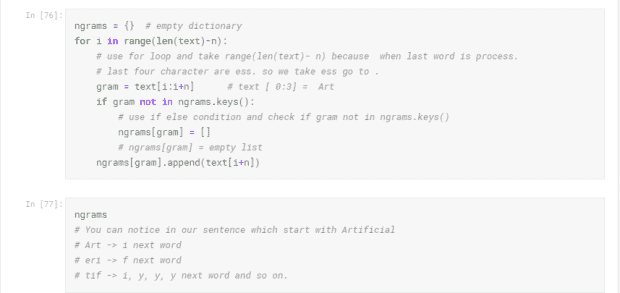 In [76]:
ngrams = {}  # empty dictionary
for i in range(len(text)-n):
    # use for loop and take range(len(text)- n) because  when last word is process.
    # last four character are ess. so we take ess go to .
    gram = text[i:i+n]      # text [ 0:3] =  Art
    if gram not in ngrams.keys():
        # use if else condition and check if gram not in ngrams.keys()
        ngrams[gram] = []
        # ngrams[gram] = empty list
    ngrams[gram].append(text[i+n])
In [77]:
ngrams
# You can notice in our sentence which start with Artificial
# Art -> i next word
# eri -> f next word
# tif -> i, y, y, y next word and so on.